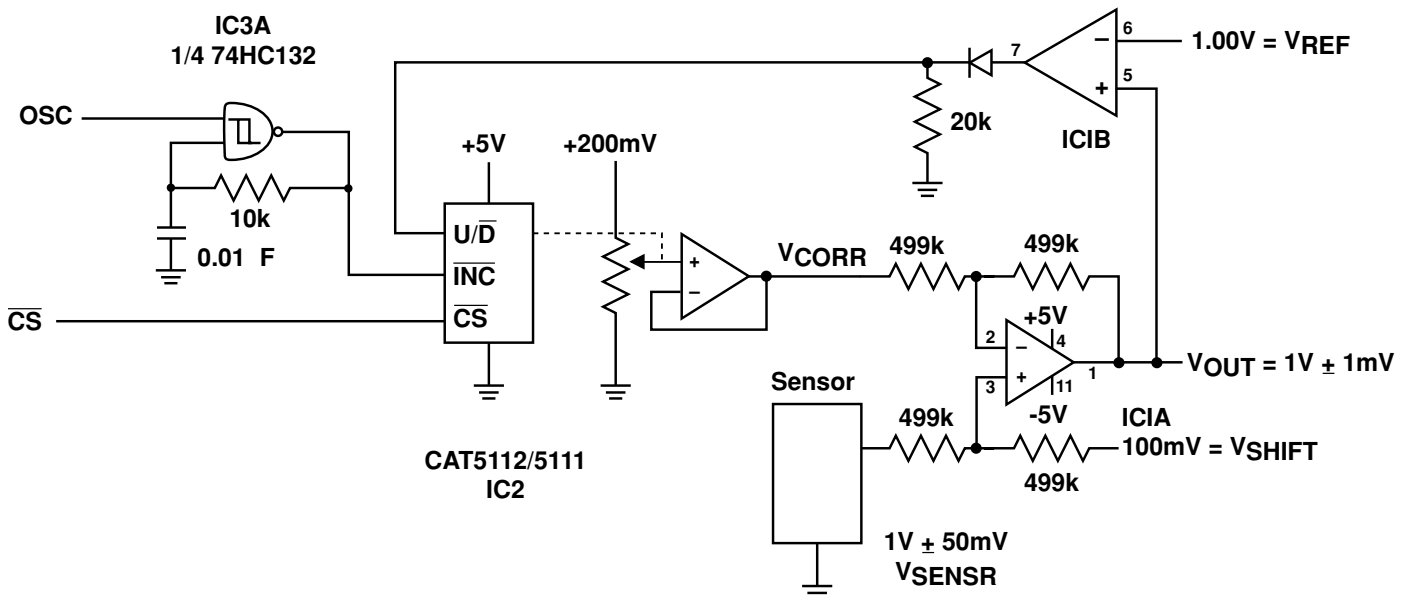 IC3A
1/4 74HC132
OSC
10k
0.01 F
CS
+5V
U/D
INC
CS
CAT5112/5111
IC2
+200mV
+
–
VCORR
499k
499k
7
–
6
+
5
1.00V = VREF
20k
ICIB
+5V
2
–
4
3
+
11
1
-5V
VOUT = 1V ± 1mV
Sensor
499k
499k
ICIA
100mV = VSHIFT
1V ± 50mV
VSENSR